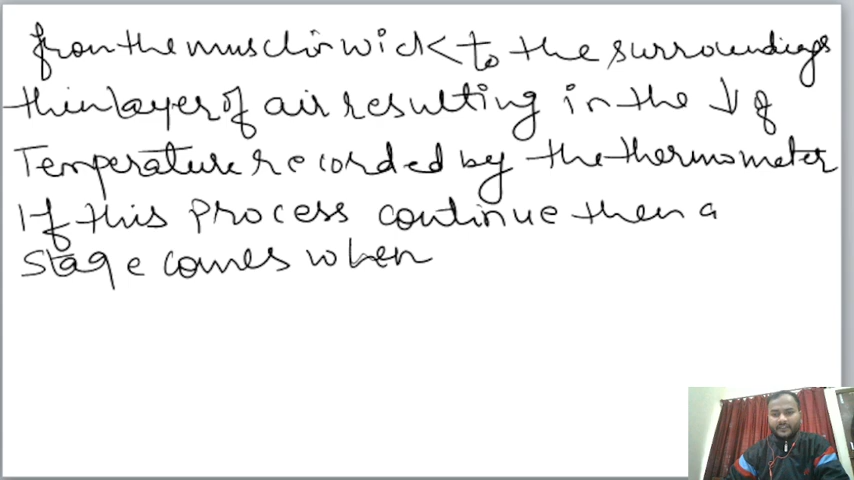 from the muslin wick to the surroundings
thin layer of air resulting in the ↓ of
Temperature recorded by the thermometer
If this process continue then a
stage comes when